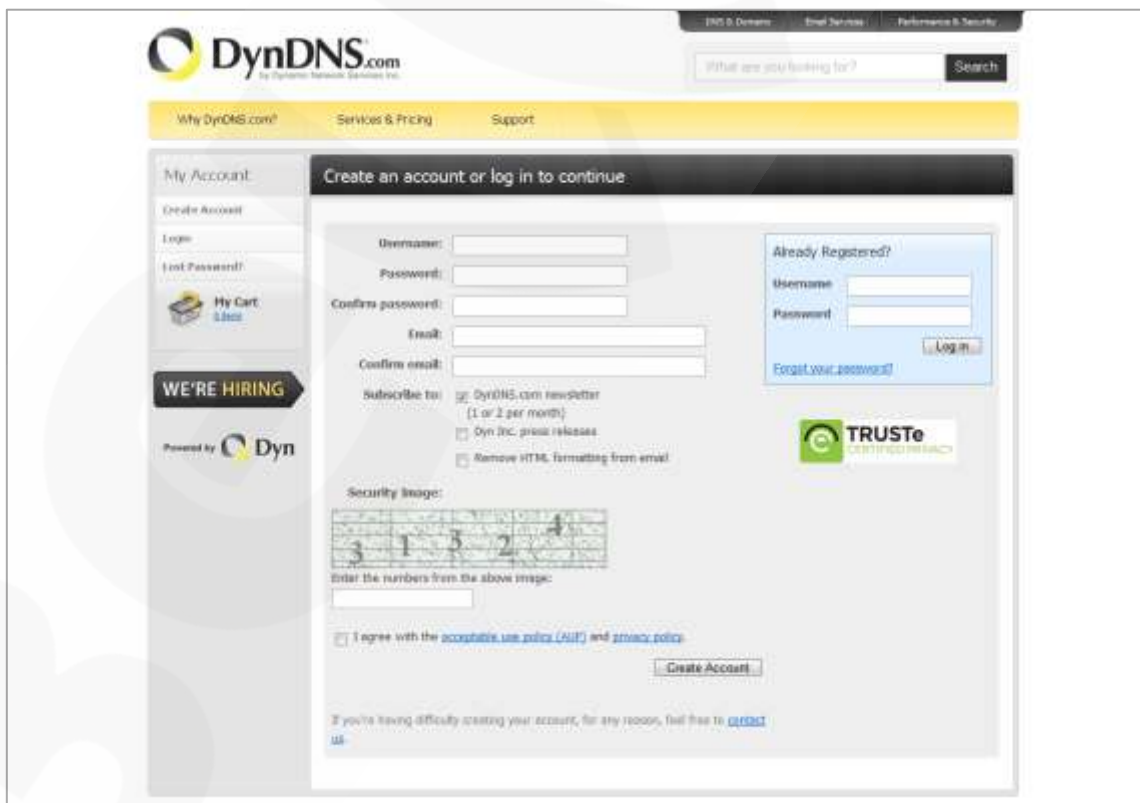 DNS & Domains Email Services Performance & Security
DynDNS.com
by Dynamic Network Services Inc.
What are you looking for? Search
Why DynDNS.com? Services & Pricing Support
My Account
Create Account
Login
Lost Password?
My Cart
WE'RE HIRING
Powered by Dyn
Create an account or log in to continue
Username:
Password:
Confirm password:
Email:
Confirm email:
Subscribe to: DynDNS.com newsletter
(1 or 2 per month)
Dyn Inc. press releases
Remove HTML formatting from email
Security Image:
3 1 3 2 4
Enter the numbers from the above image:
I agree with the acceptable use policy (AUP) and privacy policy.
Create Account
If you're having difficulty creating your account, for any reason, feel free to contact
us.
Already Registered?
Username
Password
Log in
Forgot your password?
TRUSTe
CERTIFIED PRIVACY